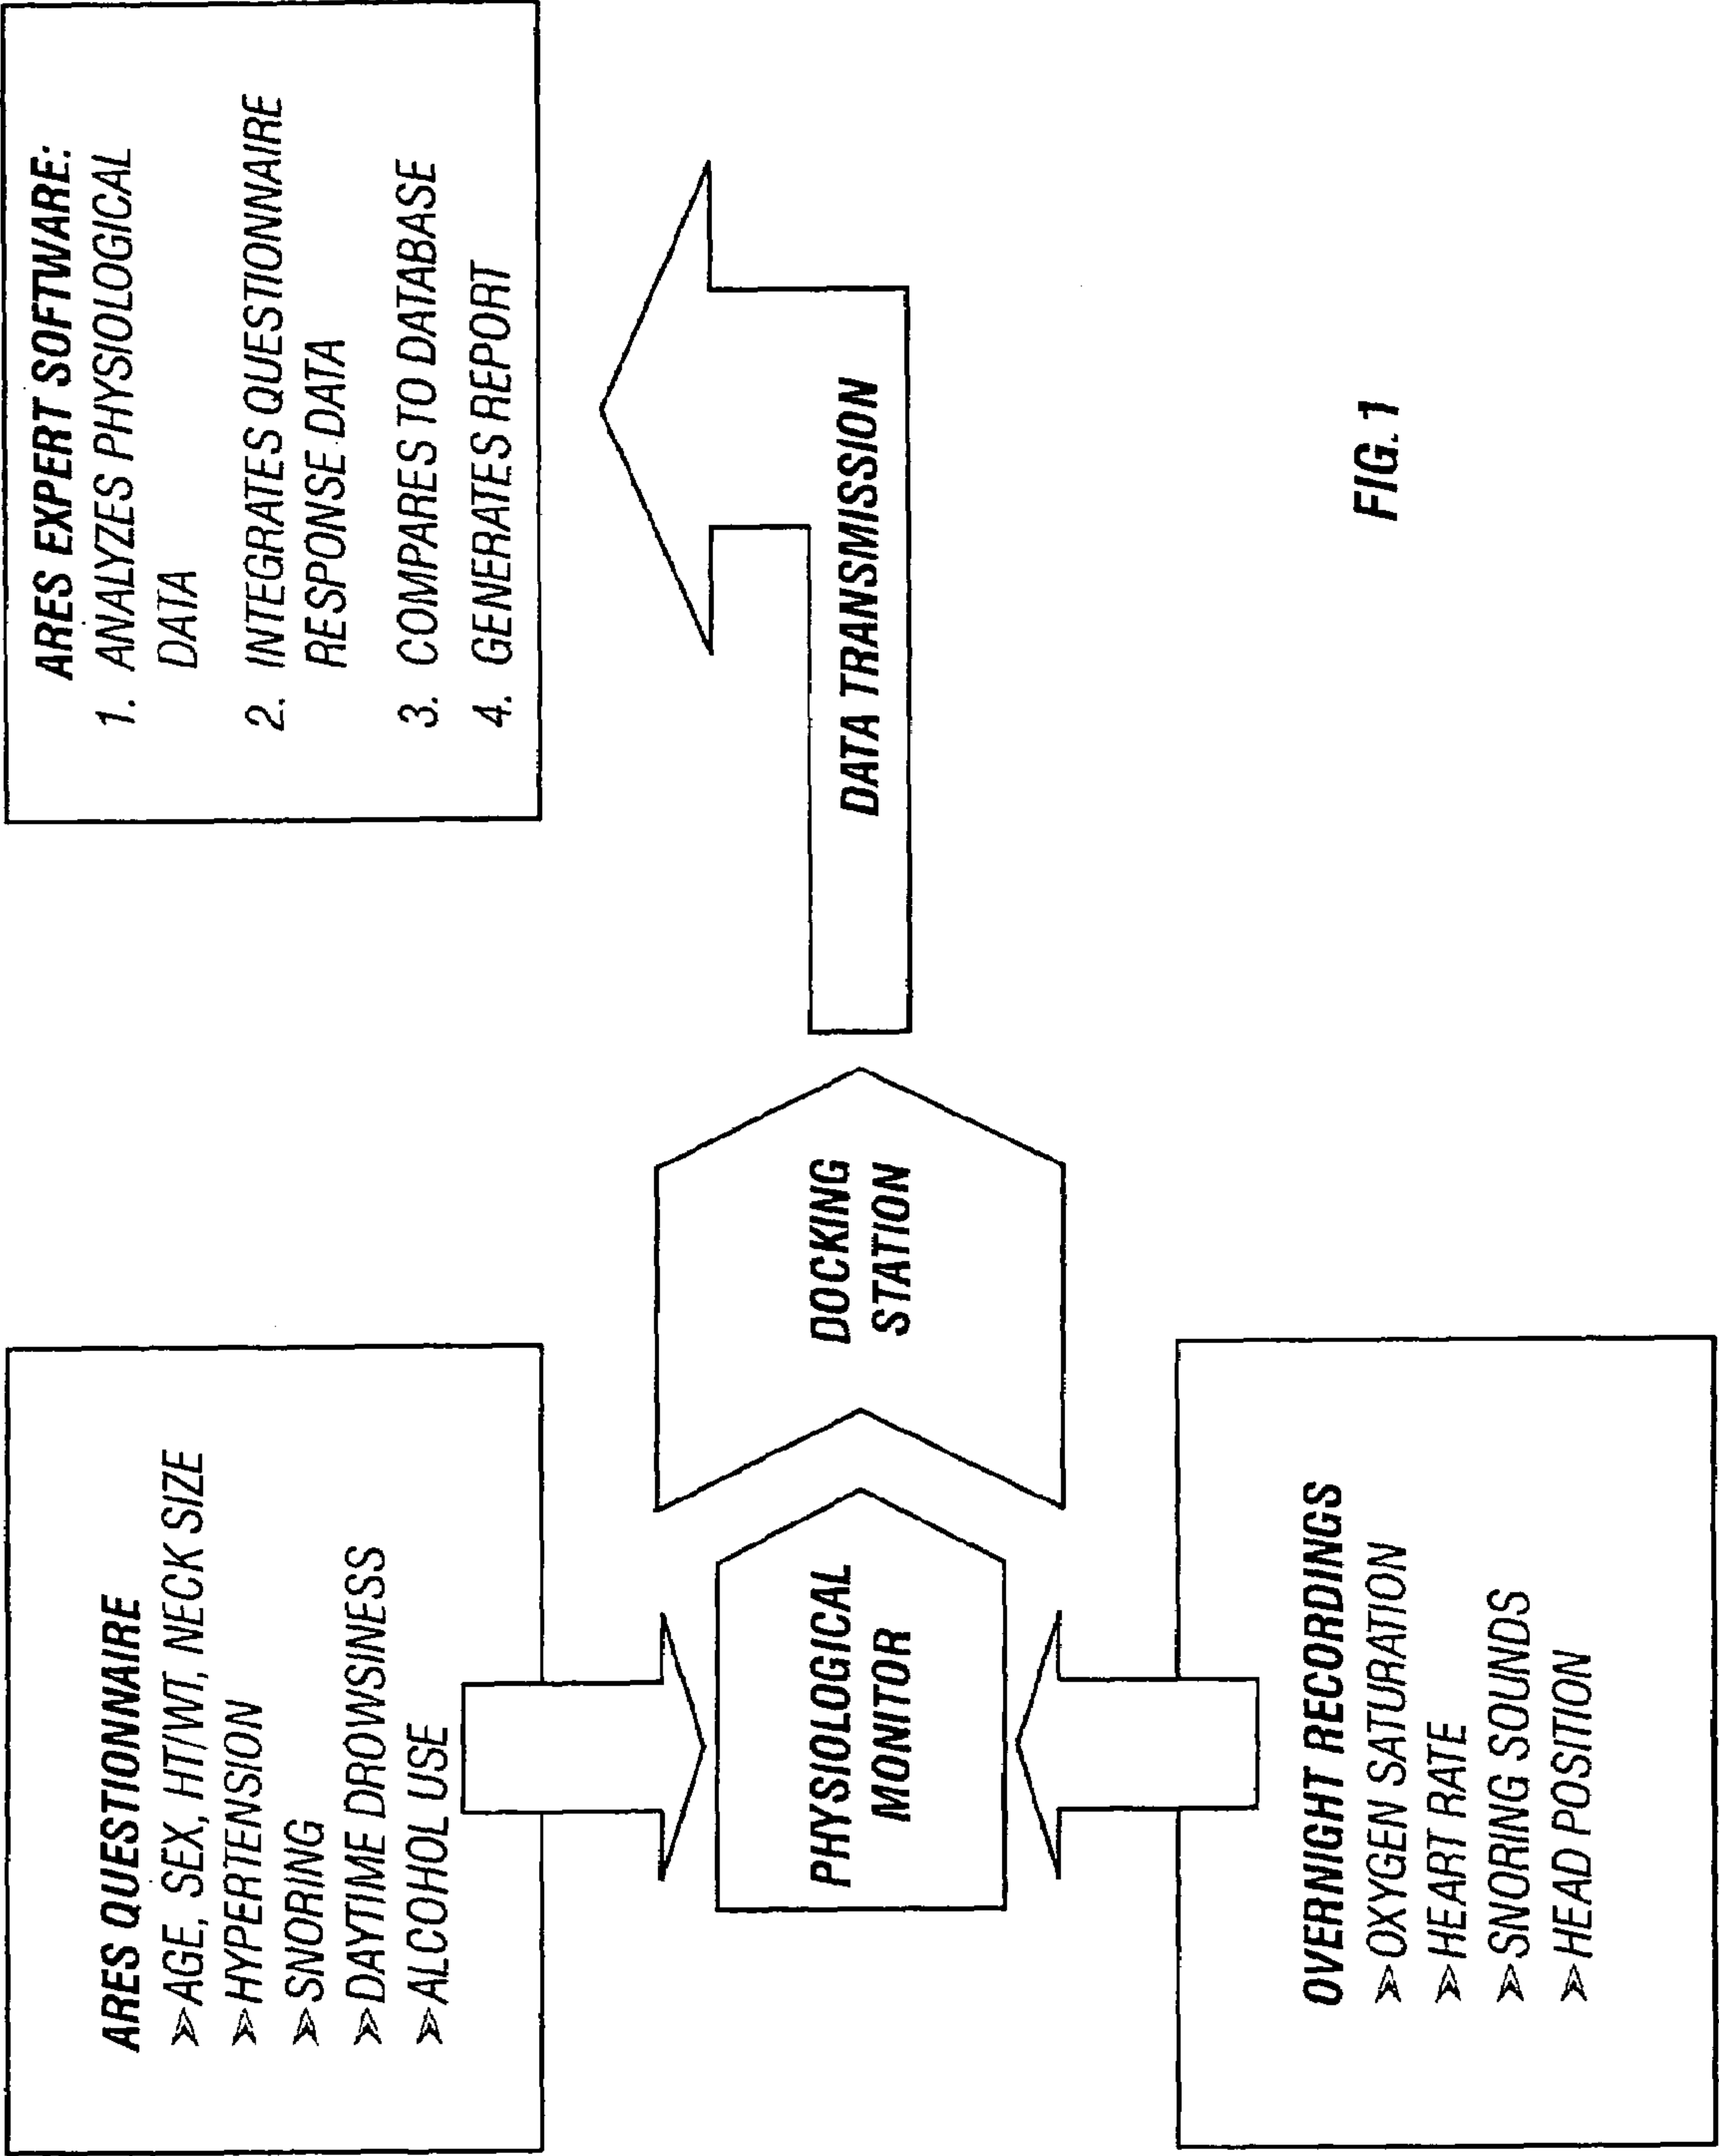 ARES QUESTIONNAIRE
➢AGE, SEX, HT/WT, NECK SIZE
➢HYPERTENSION
➢SNORING
➢DAYTIME DROWSINESS
➢ALCOHOL USE
ARES EXPERT SOFTWARE:
1. ANALYZES PHYSIOLOGICAL
DATA
2. INTEGRATES QUESTIONNAIRE
RESPONSE DATA
3. COMPARES TO DATABASE
4. GENERATES REPORT
PHYSIOLOGICAL
MONITOR
DOCKING
STATION
DATA TRANSMISSION
OVERNIGHT RECORDINGS
➢OXYGEN SATURATION
➢HEART RATE
➢SNORING SOUNDS
➢HEAD POSITION
FIG.1